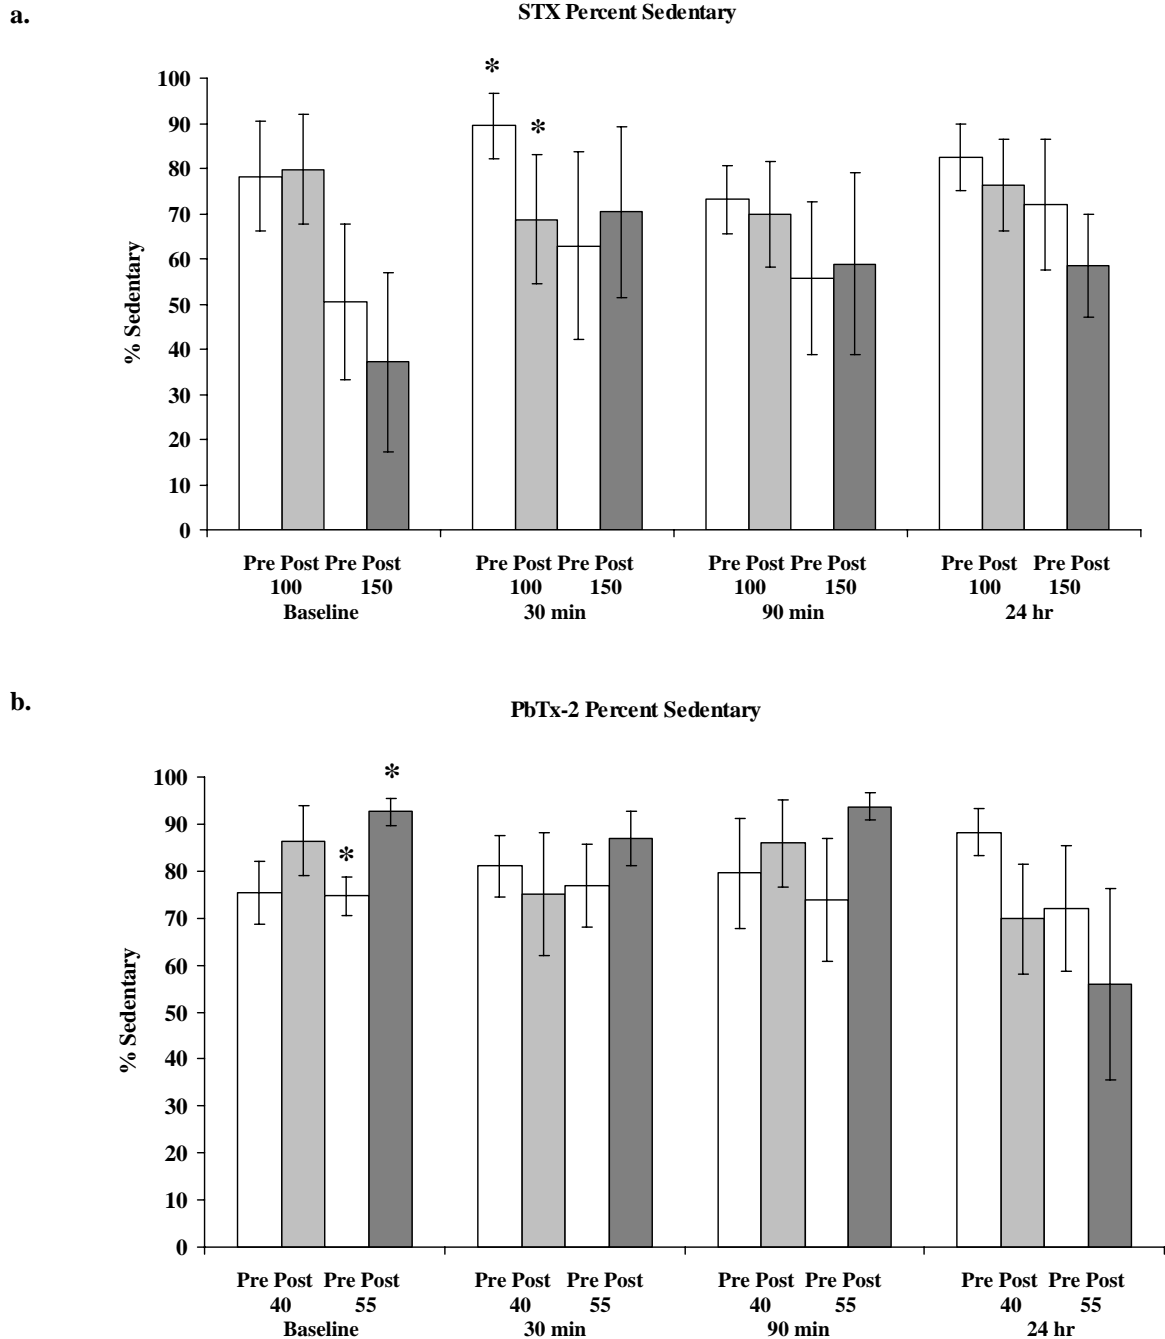 a.
STX Percent Sedentary
*
*
100
90
80
70
60
50
40
30
20
10
0
% Sedentary
Pre Post Pre Post Pre Post Pre Post Pre Post Pre Post Pre Post Pre Post
100 150 100 150 100 150 100 150
Baseline 30 min 90 min 24 hr
b.
PbTx-2 Percent Sedentary
*
*
100
90
80
70
60
50
40
30
20
10
0
% Sedentary
Pre Post Pre Post Pre Post Pre Post Pre Post Pre Post Pre Post Pre Post
40 55 40 55 40 55 40 55
Baseline 30 min 90 min 24 hr